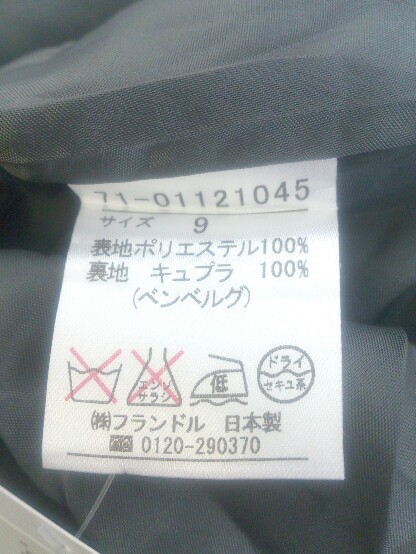 71-01121045
サイズ 9
表地ポリエステル100%
裏地 キュプラ 100%
(ベンベルグ)
エンソ
サラシ
低
ドライ
セキユ系
㈱フランドル 日本製
0120-290370